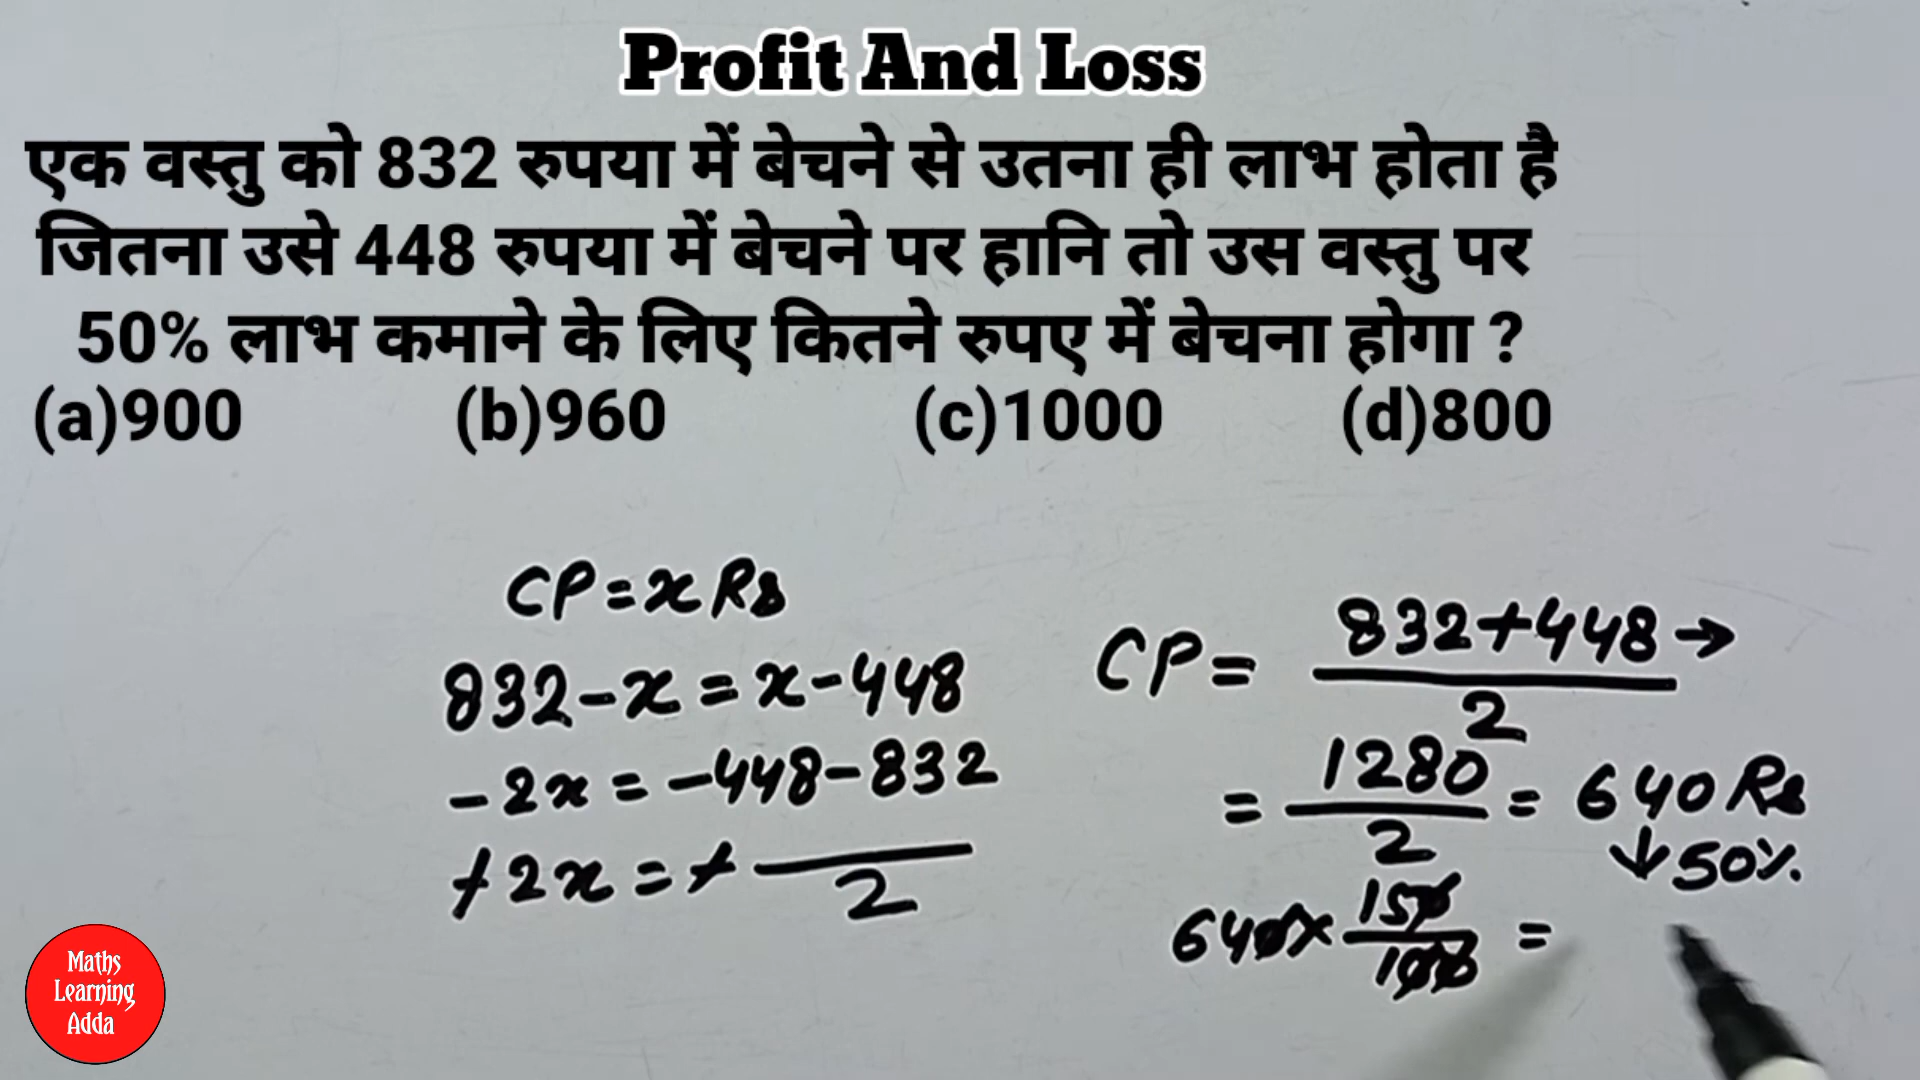 Profit And Loss
एक वस्तु को 832 रुपया में बेचने से उतना ही लाभ होता है
जितना उसे 448 रुपया में बेचने पर हानि तो उस वस्तु पर
50% लाभ कमाने के लिए कितने रुपए में बेचना होगा ?
(a)900 (b)960 (c)1000 (d)800
CP=x Rs
832-x=x-448
-2x=-448-832
+2x=+ ―/2
CP= 832+448/2 →
= 1280/2 = 640 Rs
↓50%
640x 150/100 =
Maths
Learning
Adda